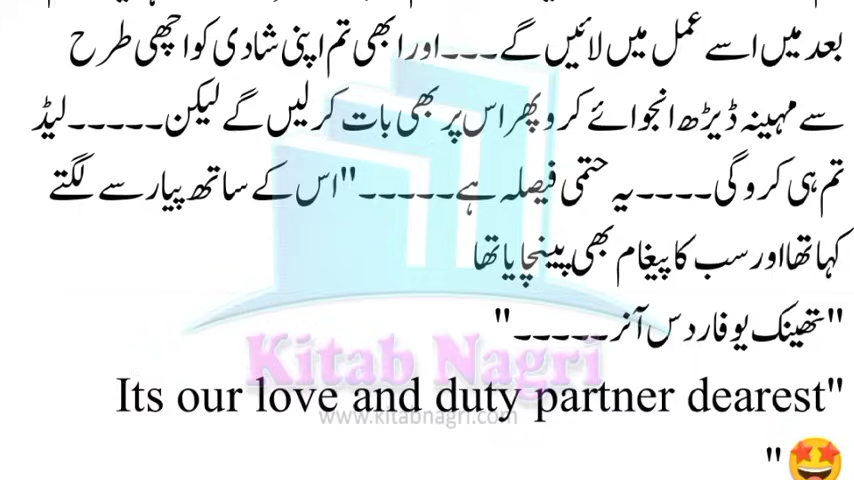 بعد میں اسے عمل میں لائیں گے۔۔۔اور ابھی تم اپنی شادی کو اچھی طرح
سے مہینہ ڈیڑھ انجوائے کرو پھر اس پر بھی بات کر لیں گے لیکن۔۔۔۔۔لیڈ
تم ہی کرو گی۔۔۔۔یہ حتمی فیصلہ ہے۔۔۔۔۔"اس کے ساتھ پیار سے لگتے
کہا تھا اور سب کا پیغام بھی پہنچایا تھا
"تھینک یو فار دس آنر۔۔۔۔۔"
Kitab Nagri
Its our love and duty partner dearest"
www.kitabnagri.com
🤩"